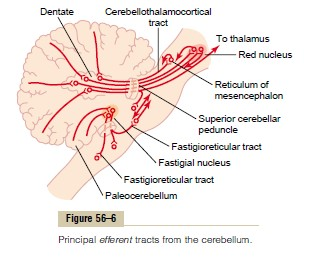 Dentate
Cerebellothalamocortical
tract
To thalamus
Red nucleus
Reticulum of
mesencephalon
Superior cerebellar
peduncle
Fastigioreticular tract
Fastigial nucleus
Fastigioreticular tract
Paleocerebellum
Figure 56–6
Principal efferent tracts from the cerebellum.